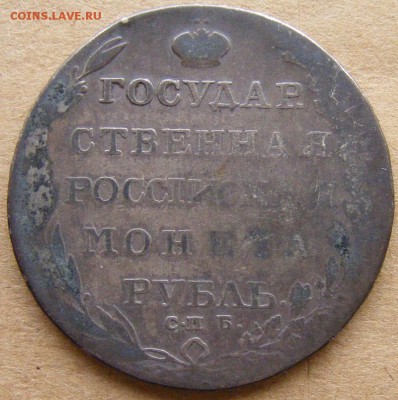 COINS.LAVE.RU
ГОСУДАР
СТВЕННАЯ
РОССІЙСКАЯ
МОНЕТА
РУБЛЬ.
С.П.Б.